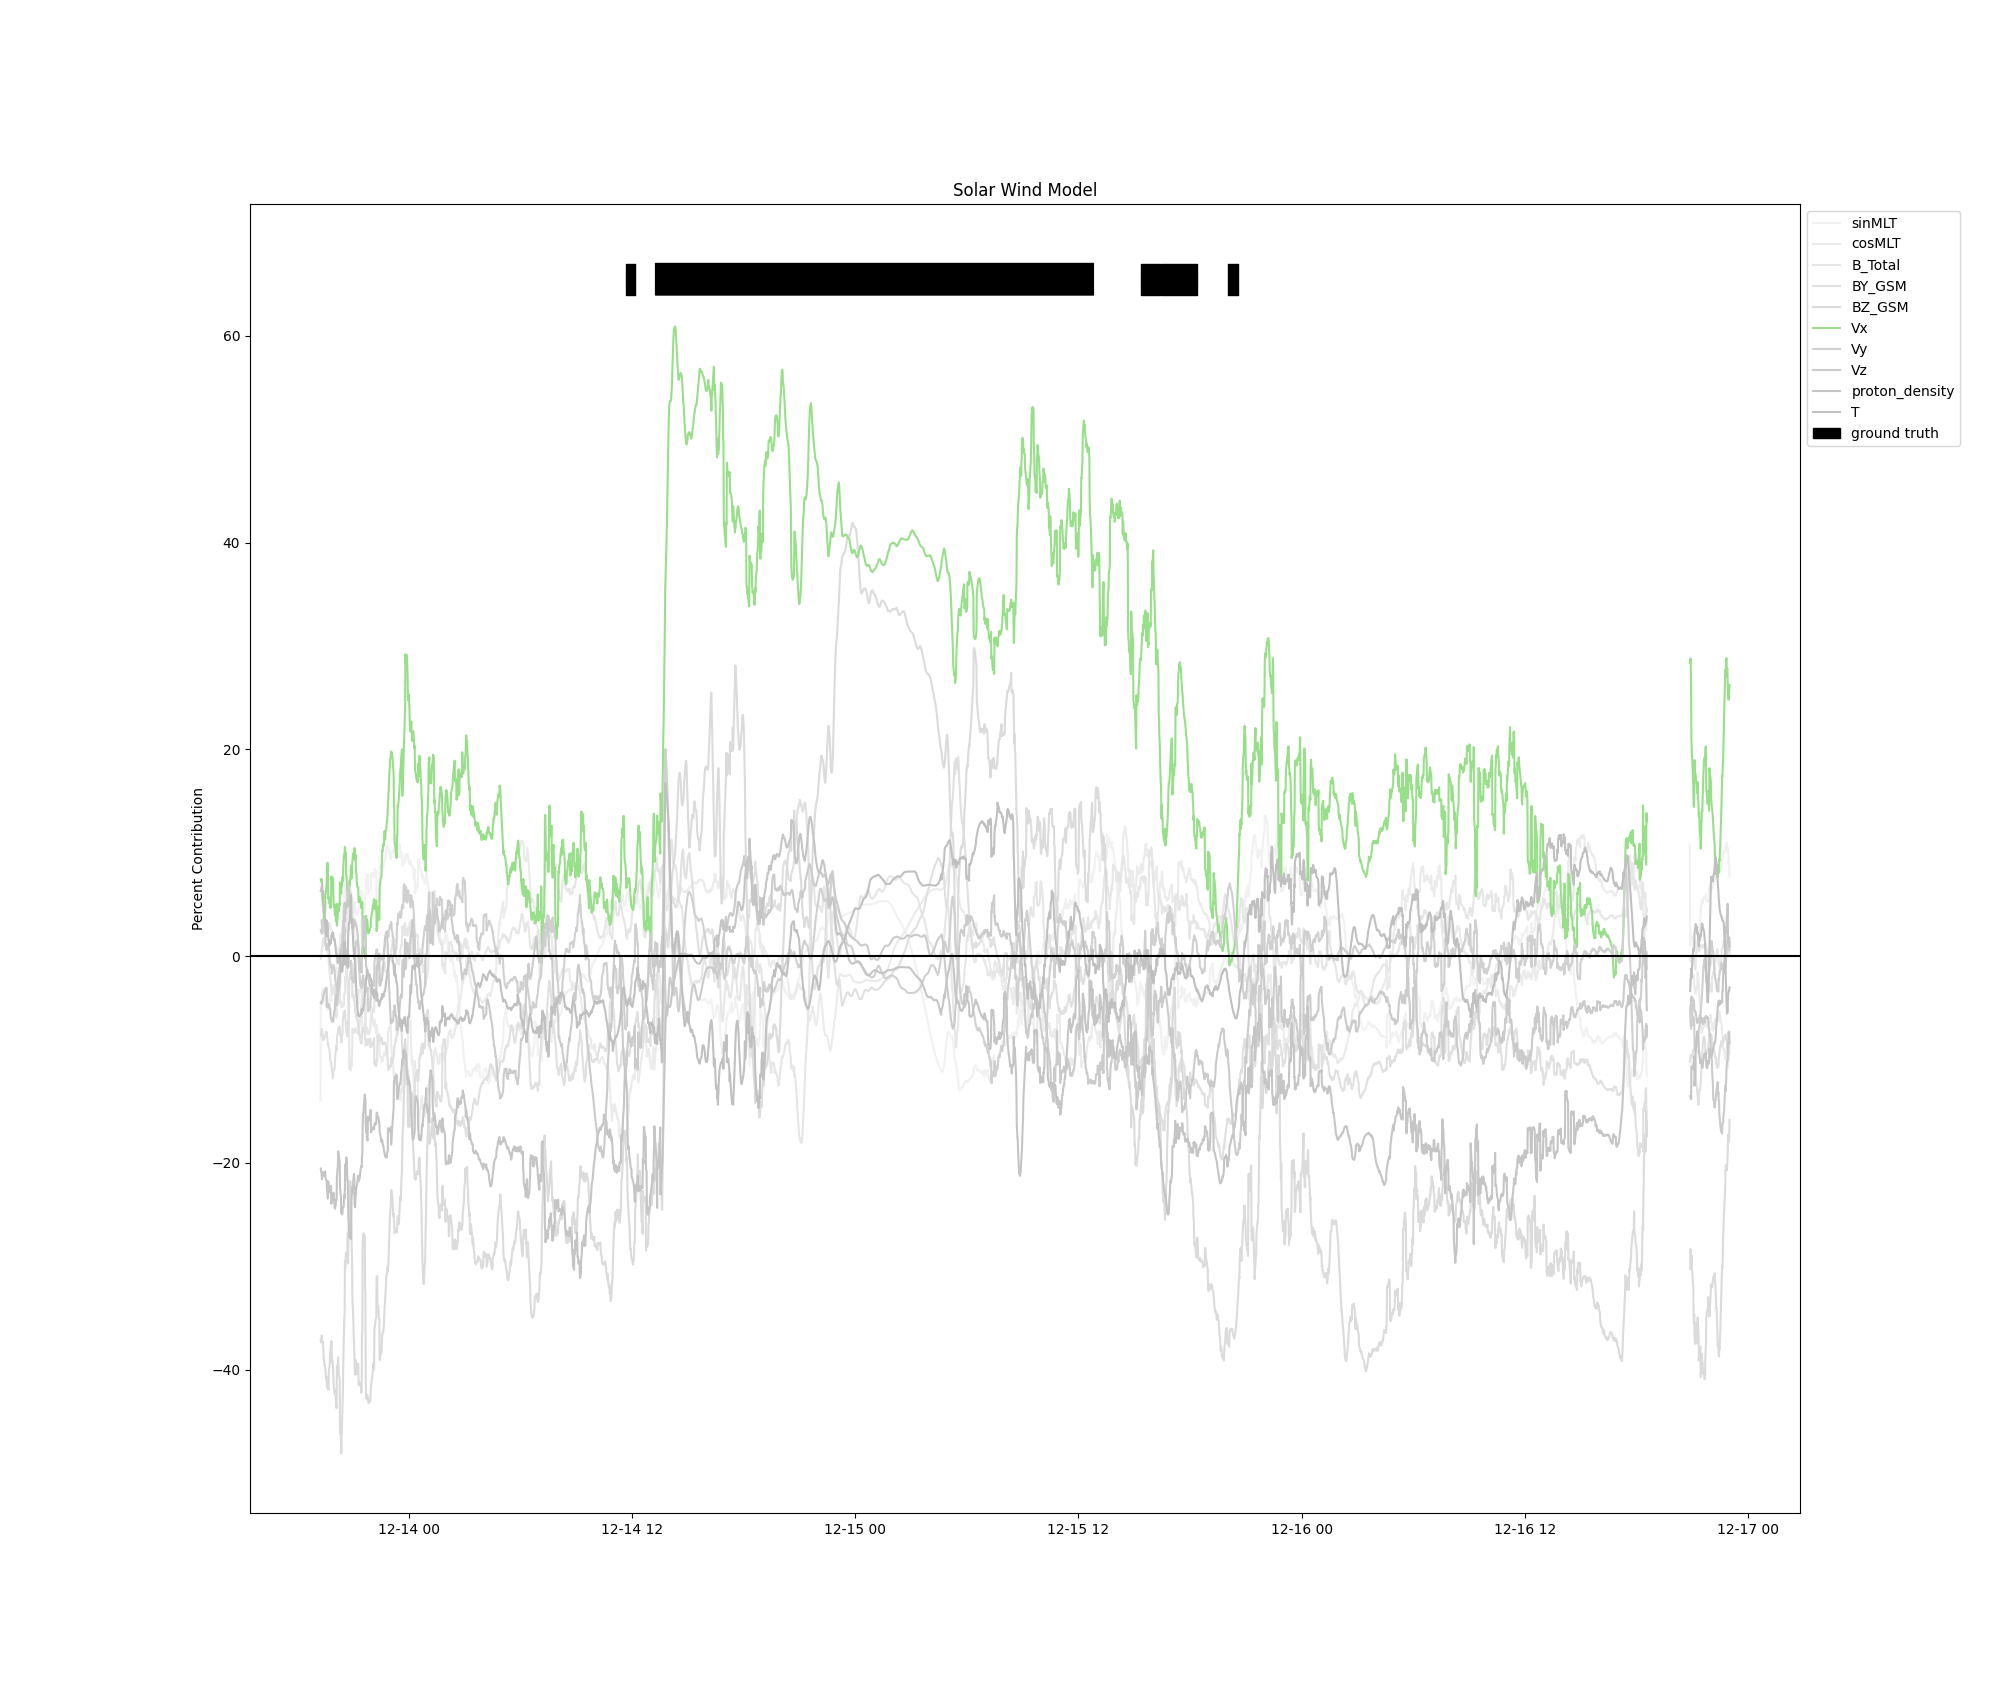 Solar Wind Model
sinMLT
cosMLT
B_Total
BY_GSM
BZ_GSM
Vx
Vy
Vz
proton_density
T
ground truth
Percent Contribution
60
40
20
0
−20
−40
12-14 00
12-14 12
12-15 00
12-15 12
12-16 00
12-16 12
12-17 00